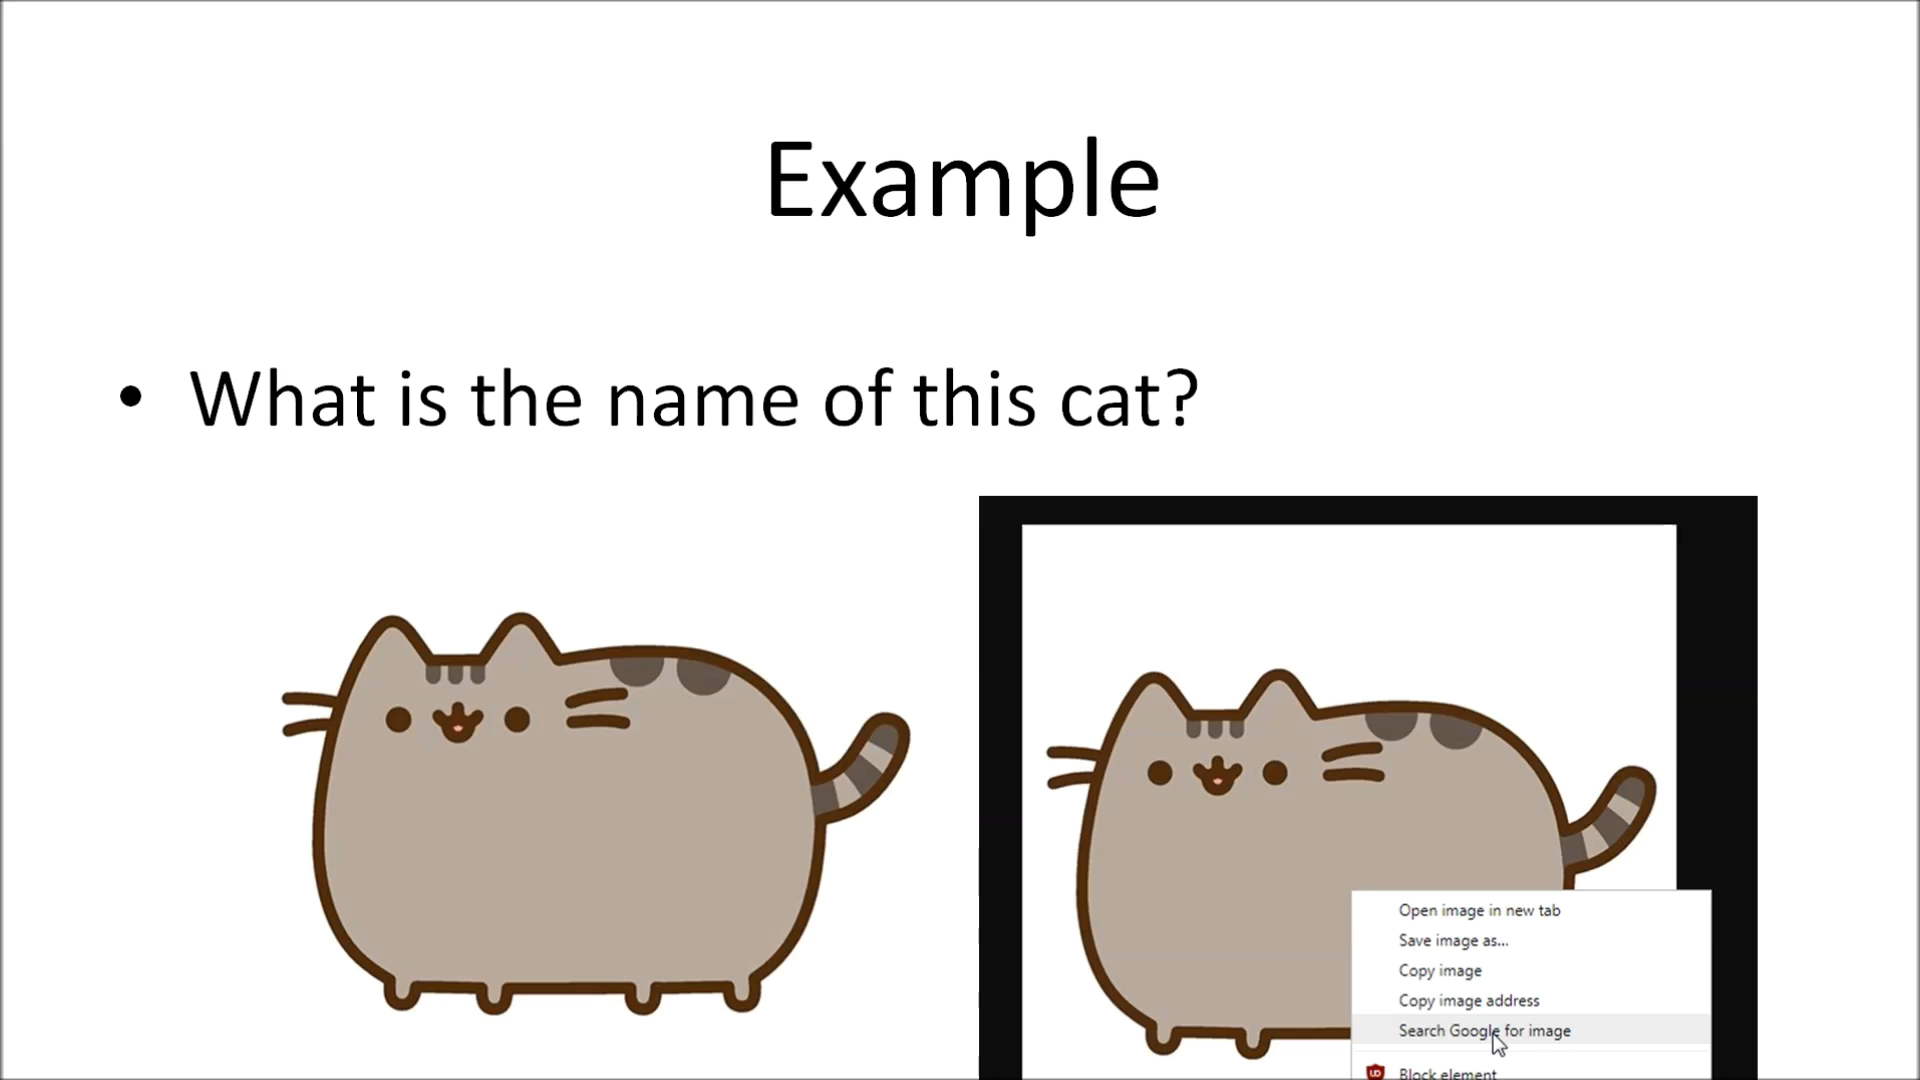 Example
• What is the name of this cat?
Open image in new tab
Save image as...
Copy image
Copy image address
Search Google for image
Block element